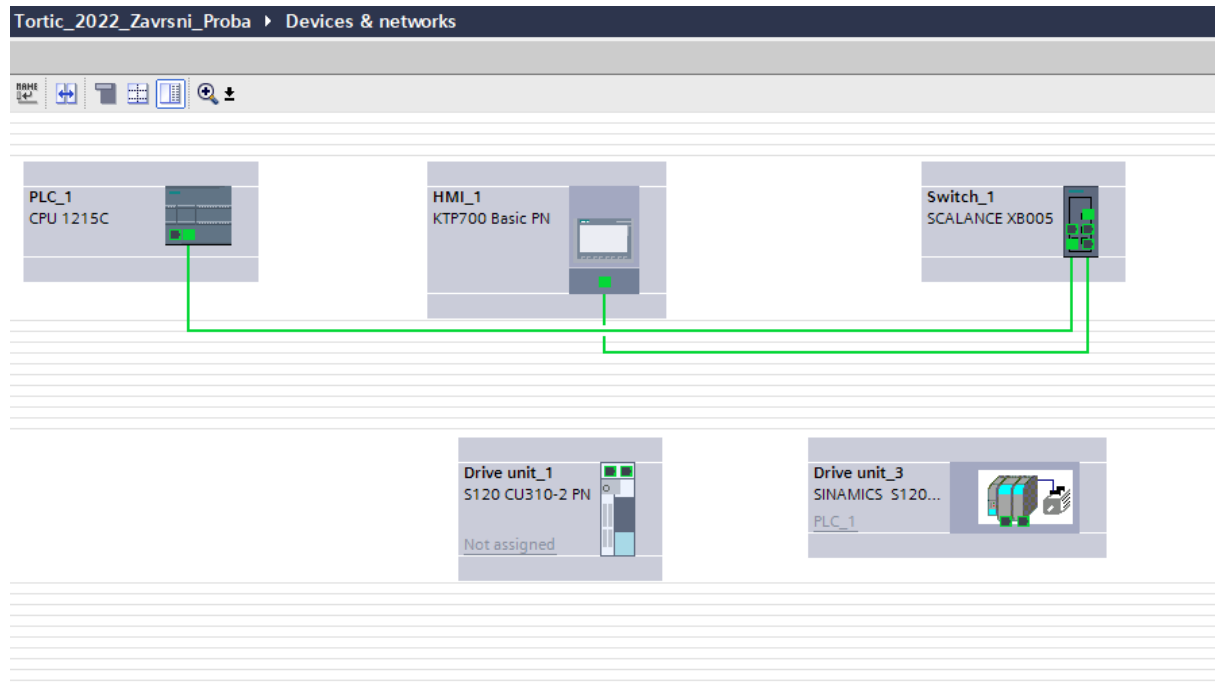 Tortic_2022_Zavrsni_Proba ▸ Devices & networks
NAME
PLC_1
CPU 1215C
HMI_1
KTP700 Basic PN
Switch_1
SCALANCE XB005
Drive unit_1
S120 CU310-2 PN
Not assigned
Drive unit_3
SINAMICS S120...
PLC_1